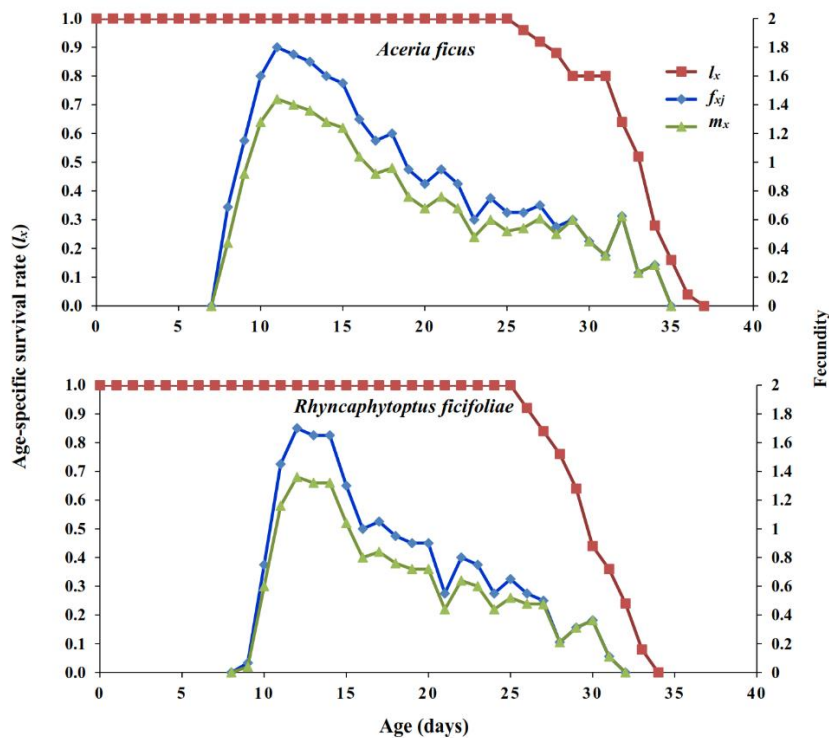 Aceria ficus
lx
fxj
mx
1.0 0.9 0.8 0.7 0.6 0.5 0.4 0.3 0.2 0.1 0.0
2 1.8 1.6 1.4 1.2 1 0.8 0.6 0.4 0.2 0
0 5 10 15 20 25 30 35 40
Age-specific survival rate (lx)
Fecundity
Rhyncaphytoptus ficifoliae
1.0 0.9 0.8 0.7 0.6 0.5 0.4 0.3 0.2 0.1 0.0
2 1.8 1.6 1.4 1.2 1 0.8 0.6 0.4 0.2 0
0 5 10 15 20 25 30 35 40
Age (days)